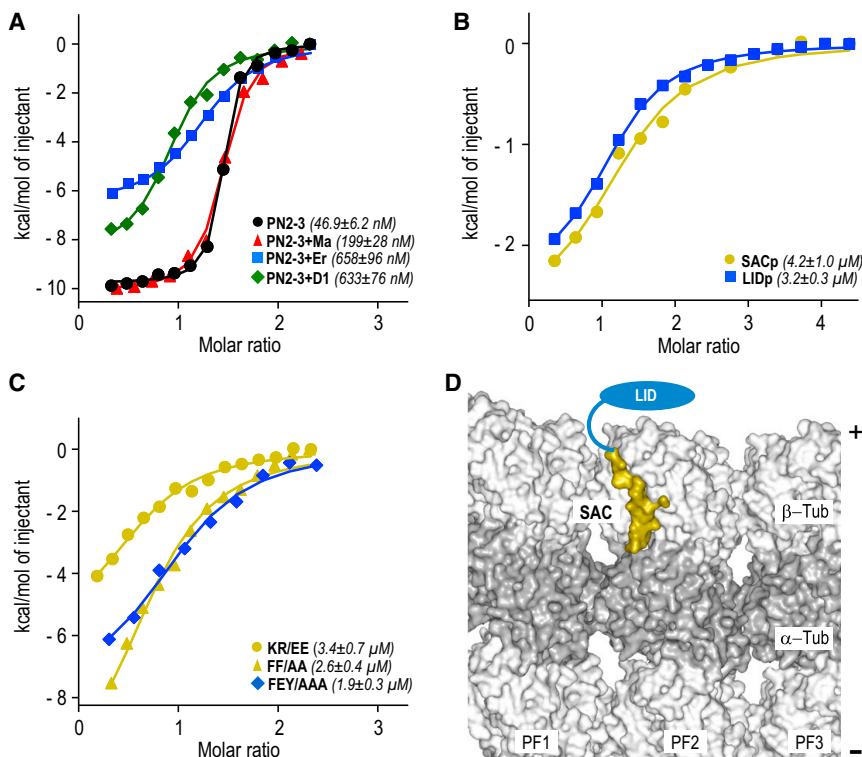 A
0
- 2
- 4
- 6
- 8
- 10
kcal/mol of injectant
PN2-3 (46.9±6.2 nM)
PN2-3+Ma (199±28 nM)
PN2-3+Er (658±96 nM)
PN2-3+D1 (633±76 nM)
0 1 2 3
Molar ratio
B
0
-1
-2
kcal/mol of injectant
SACp (4.2±1.0 µM)
LIDp (3.2±0.3 µM)
0 1 2 3 4
Molar ratio
C
0
- 2
- 4
- 6
- 8
kcal/mol of injectant
KR/EE (3.4±0.7 µM)
FF/AA (2.6±0.4 µM)
FEY/AAA (1.9±0.3 µM)
0 1 2 3
Molar ratio
D
LID
+
SAC
β–Tub
α–Tub
PF1 PF2 PF3
–